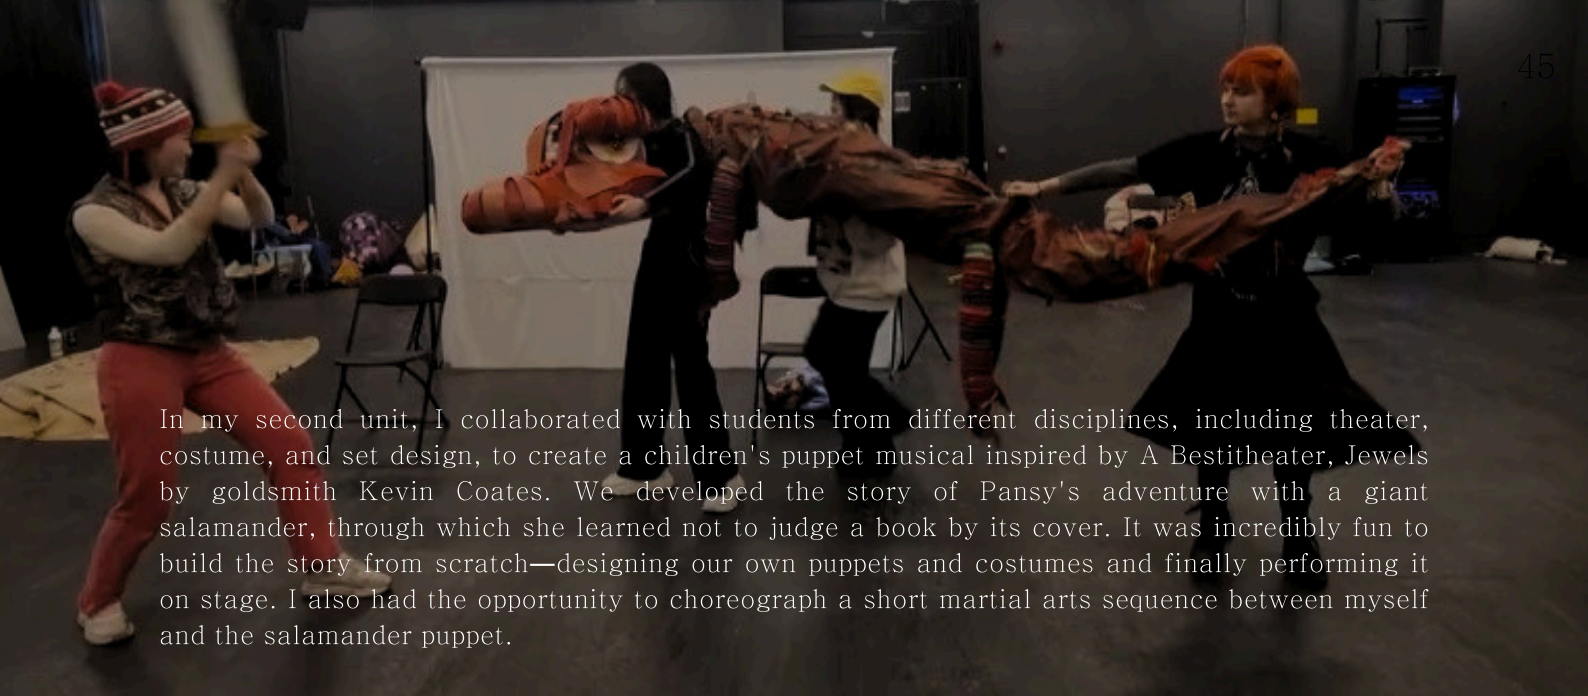 45
In my second unit, I collaborated with students from different disciplines, including theater,
costume, and set design, to create a children's puppet musical inspired by A Bestitheater, Jewels
by goldsmith Kevin Coates. We developed the story of Pansy's adventure with a giant
salamander, through which she learned not to judge a book by its cover. It was incredibly fun to
build the story from scratch—designing our own puppets and costumes and finally performing it
on stage. I also had the opportunity to choreograph a short martial arts sequence between myself
and the salamander puppet.